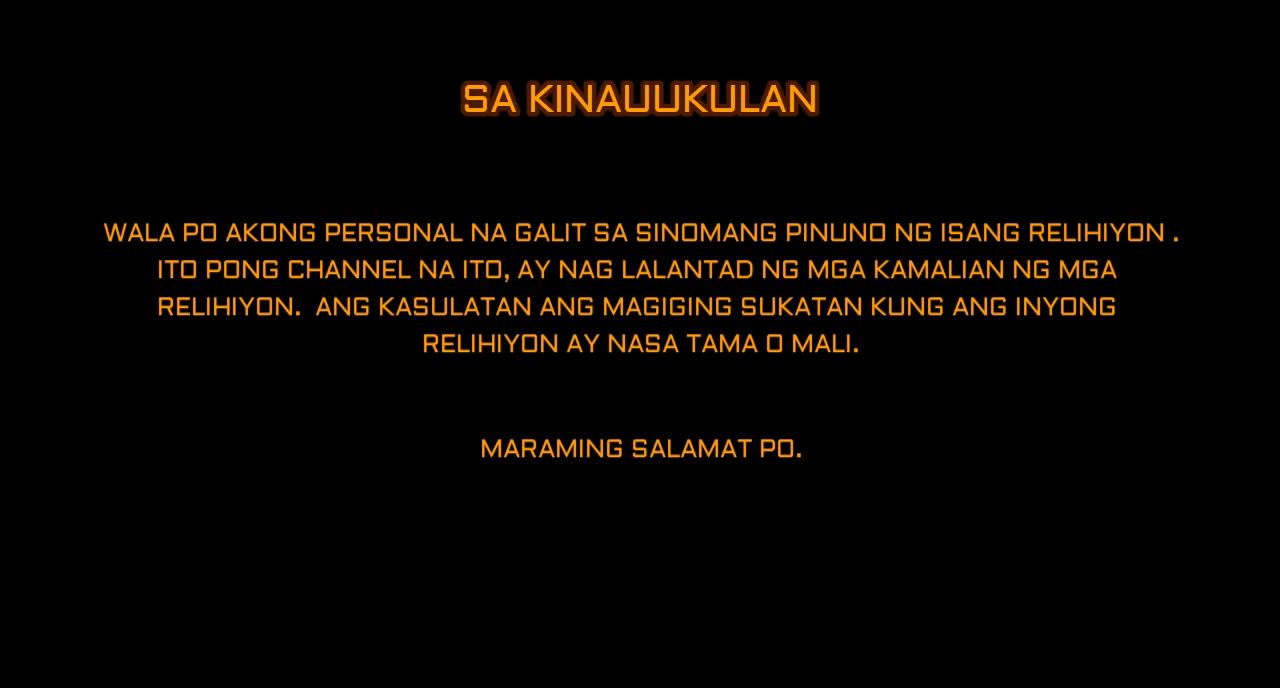 SA KINAUUKULAN
WALA PO AKONG PERSONAL NA GALIT SA SINOMANG PINUNO NG ISANG RELIHIYON .
ITO PONG CHANNEL NA ITO, AY NAG LALANTAD NG MGA KAMALIAN NG MGA
RELIHIYON.  ANG KASULATAN ANG MAGIGING SUKATAN KUNG ANG INYONG
RELIHIYON AY NASA TAMA O MALI.
MARAMING SALAMAT PO.